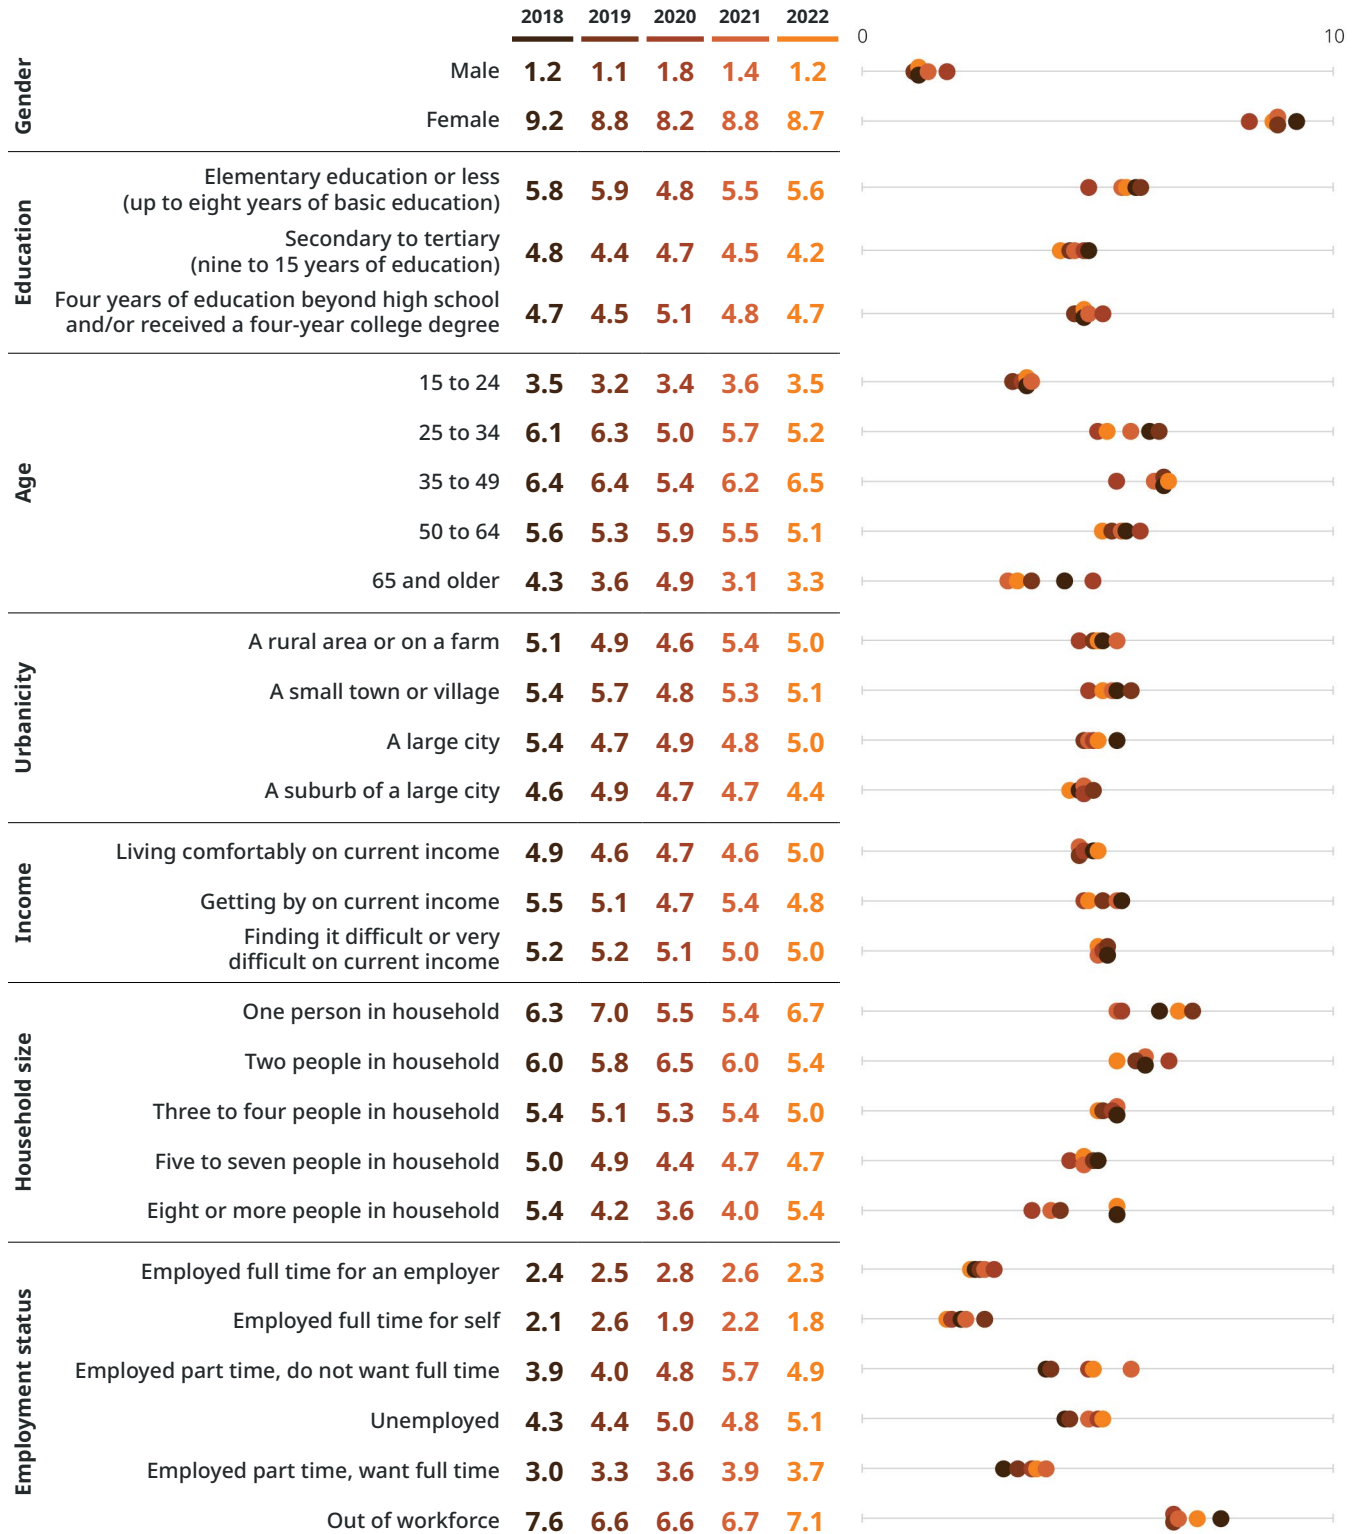 2018 2019 2020 2021 2022
0 10
Gender
Male 1.2 1.1 1.8 1.4 1.2
Female 9.2 8.8 8.2 8.8 8.7
Education
Elementary education or less
(up to eight years of basic education) 5.8 5.9 4.8 5.5 5.6
Secondary to tertiary
(nine to 15 years of education) 4.8 4.4 4.7 4.5 4.2
Four years of education beyond high school
and/or received a four-year college degree 4.7 4.5 5.1 4.8 4.7
Age
15 to 24 3.5 3.2 3.4 3.6 3.5
25 to 34 6.1 6.3 5.0 5.7 5.2
35 to 49 6.4 6.4 5.4 6.2 6.5
50 to 64 5.6 5.3 5.9 5.5 5.1
65 and older 4.3 3.6 4.9 3.1 3.3
Urbanicity
A rural area or on a farm 5.1 4.9 4.6 5.4 5.0
A small town or village 5.4 5.7 4.8 5.3 5.1
A large city 5.4 4.7 4.9 4.8 5.0
A suburb of a large city 4.6 4.9 4.7 4.7 4.4
Income
Living comfortably on current income 4.9 4.6 4.7 4.6 5.0
Getting by on current income 5.5 5.1 4.7 5.4 4.8
Finding it difficult or very
difficult on current income 5.2 5.2 5.1 5.0 5.0
Household size
One person in household 6.3 7.0 5.5 5.4 6.7
Two people in household 6.0 5.8 6.5 6.0 5.4
Three to four people in household 5.4 5.1 5.3 5.4 5.0
Five to seven people in household 5.0 4.9 4.4 4.7 4.7
Eight or more people in household 5.4 4.2 3.6 4.0 5.4
Employment status
Employed full time for an employer 2.4 2.5 2.8 2.6 2.3
Employed full time for self 2.1 2.6 1.9 2.2 1.8
Employed part time, do not want full time 3.9 4.0 4.8 5.7 4.9
Unemployed 4.3 4.4 5.0 4.8 5.1
Employed part time, want full time 3.0 3.3 3.6 3.9 3.7
Out of workforce 7.6 6.6 6.6 6.7 7.1